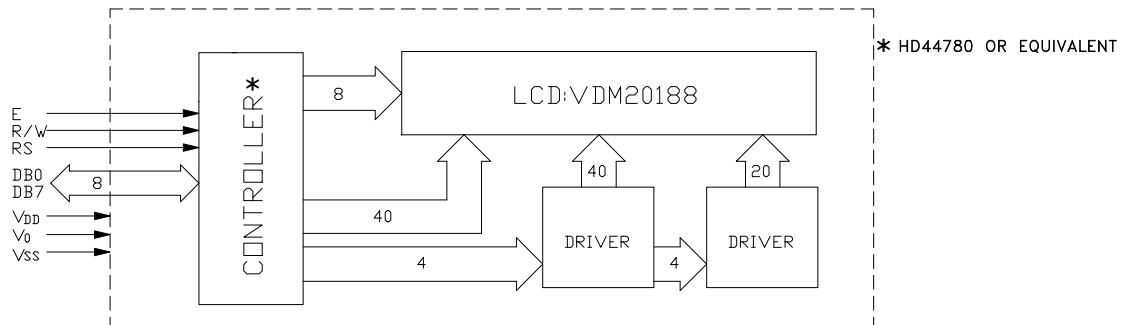 * HD44780 OR EQUIVALENT
CONTROLLER*
8
LCD:VDM20188
E
R/W
RS
DB0
DB7
8
40
20
40
VDD
V0
VSS
4
DRIVER
4
DRIVER